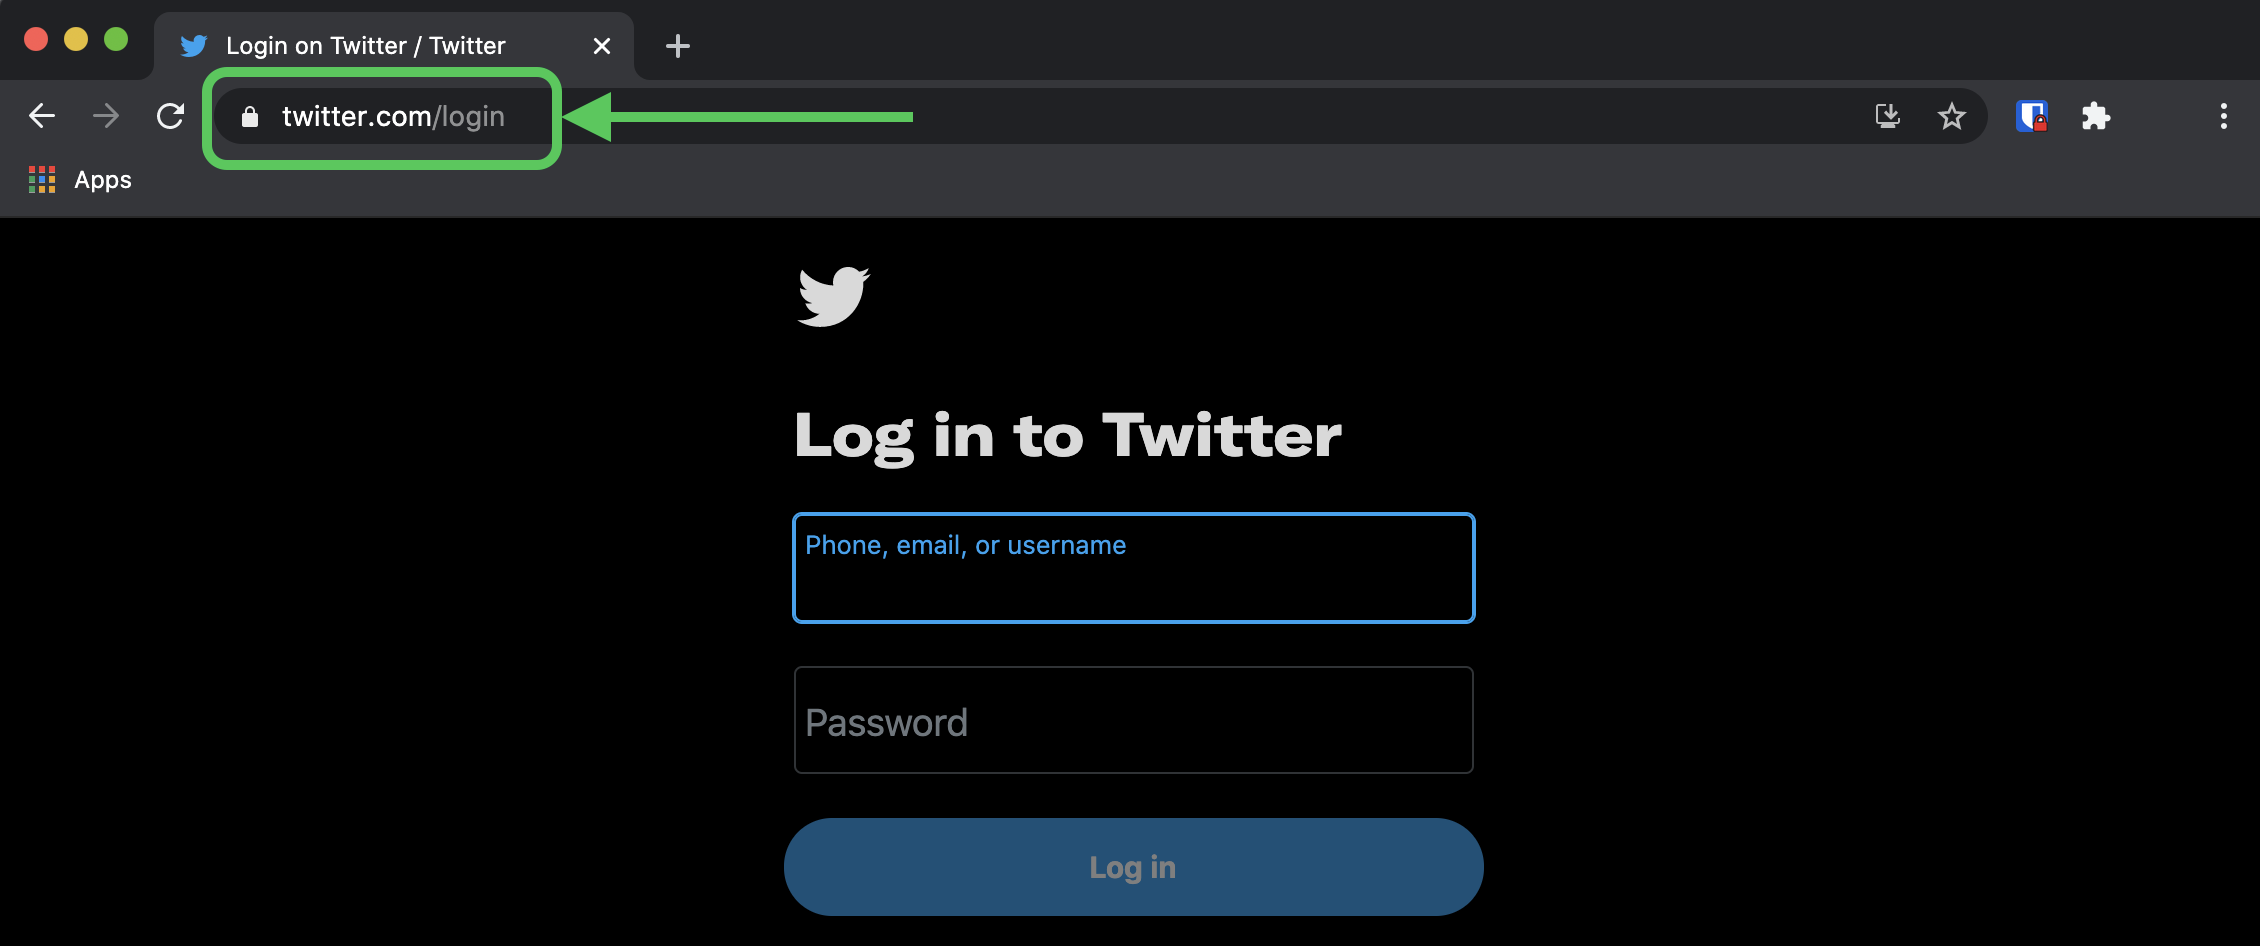 Login on Twitter / Twitter
twitter.com/login
Apps
Log in to Twitter
Phone, email, or username
Password
Log in